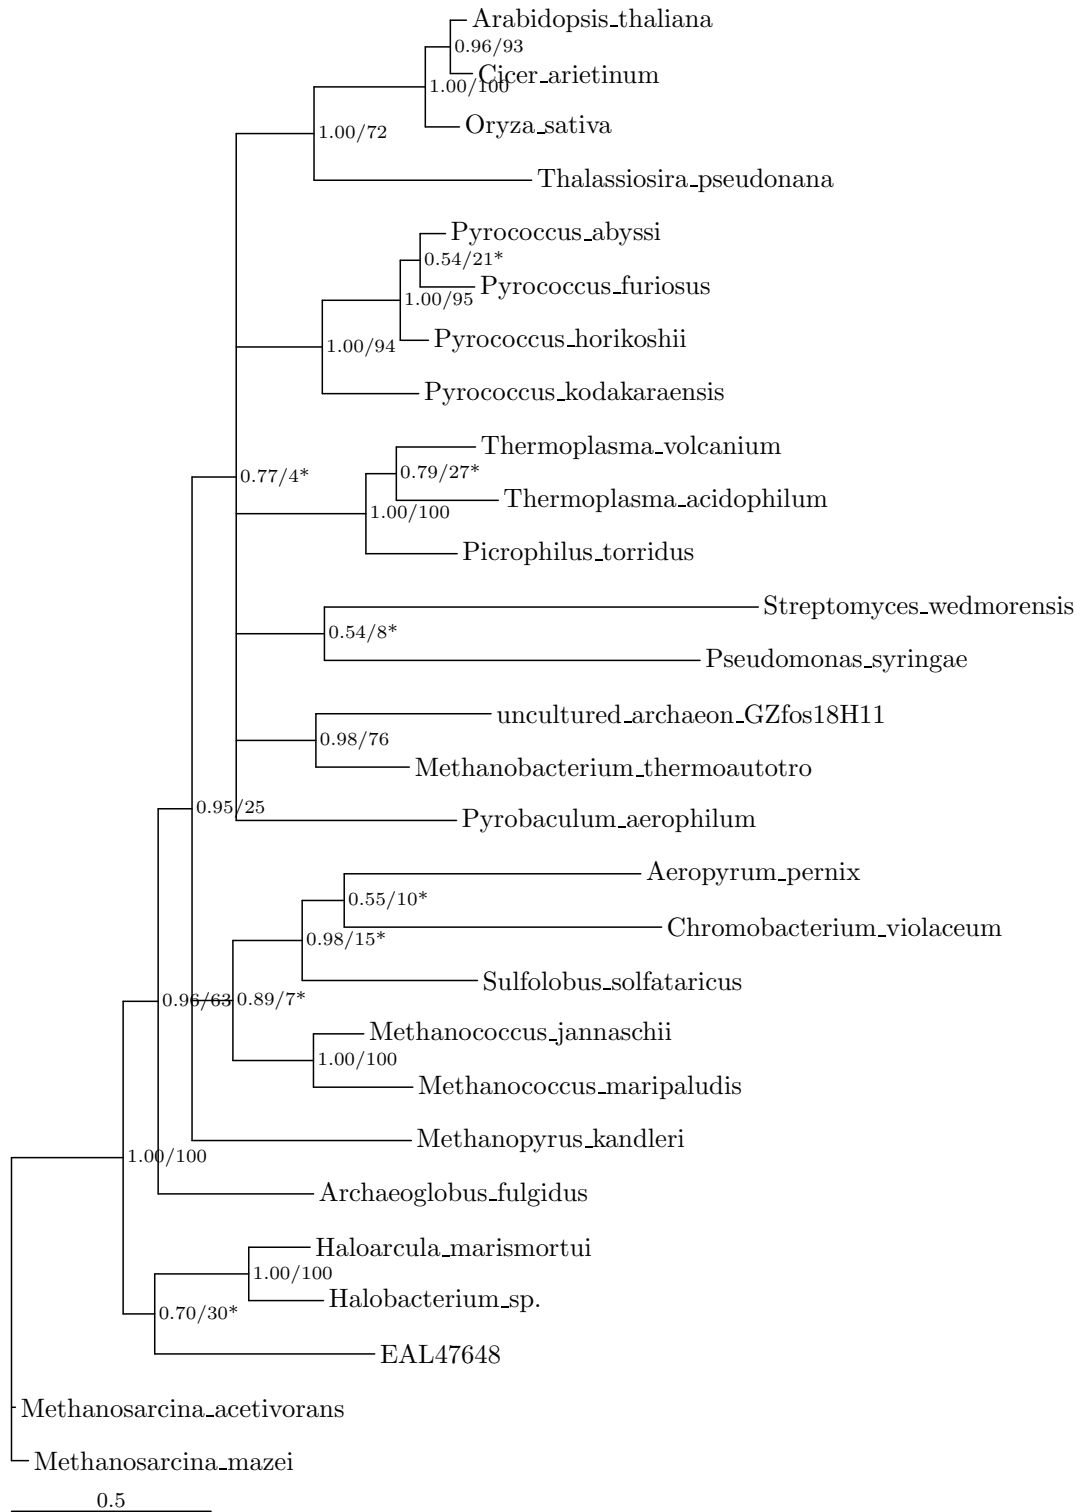 Arabidopsis_thaliana
0.96/93
Cicer_arietinum
1.00/100
Oryza_sativa
1.00/72
Thalassiosira_pseudonana
Pyrococcus_abyssi
0.54/21*
Pyrococcus_furiosus
1.00/95
Pyrococcus_horikoshii
1.00/94
Pyrococcus_kodakaraensis
Thermoplasma_volcanium
0.79/27*
0.77/4*
Thermoplasma_acidophilum
1.00/100
Picrophilus_torridus
Streptomyces_wedmorensis
0.54/8*
Pseudomonas_syringae
uncultured_archaeon_GZfos18H11
0.98/76
Methanobacterium_thermoautotro
0.95/25
Pyrobaculum_aerophilum
Aeropyrum_pernix
0.55/10*
Chromobacterium_violaceum
0.98/15*
Sulfolobus_solfataricus
0.96/63 0.89/7*
Methanococcus_jannaschii
1.00/100
Methanococcus_maripaludis
Methanopyrus_kandleri
1.00/100
Archaeoglobus_fulgidus
Haloarcula_marismortui
1.00/100
Halobacterium_sp.
0.70/30*
EAL47648
Methanosarcina_acetivorans
Methanosarcina_mazei
0.5